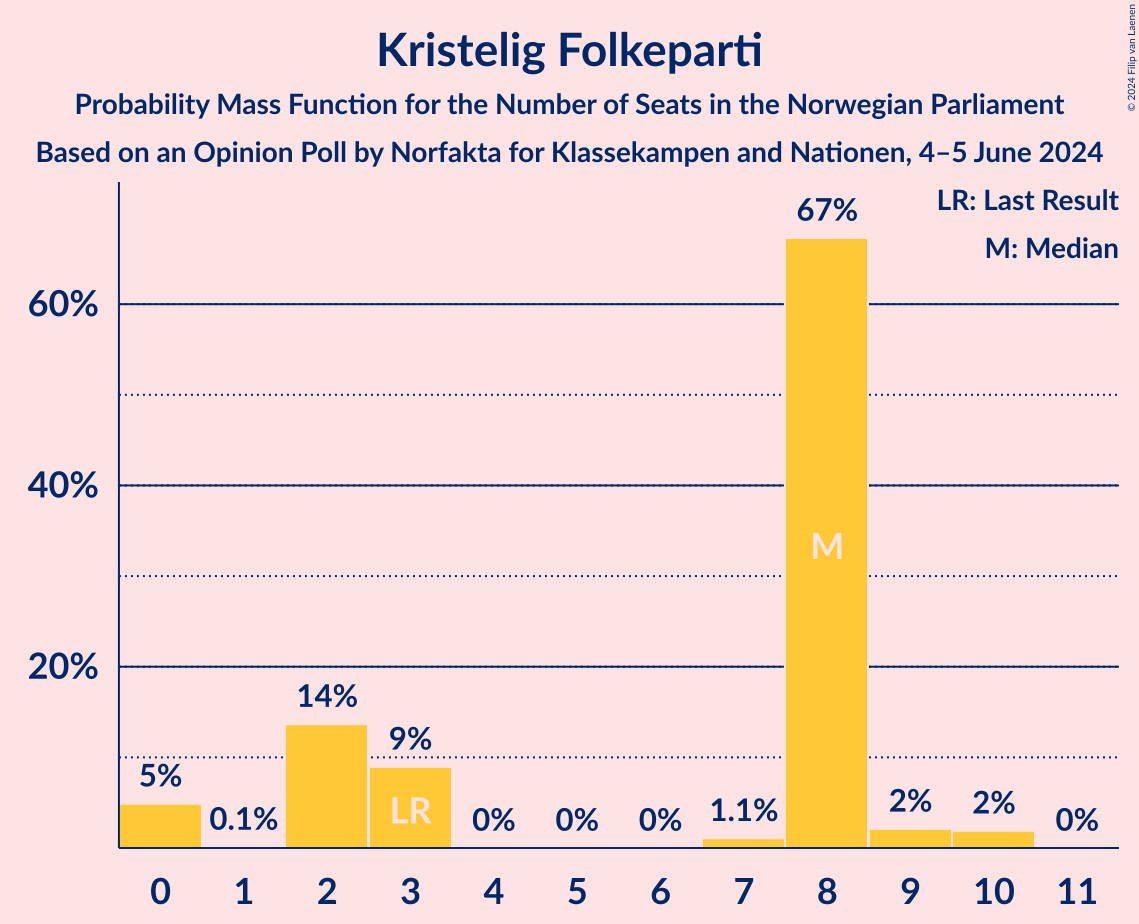 © 2024 Filip van Laenen
Kristelig Folkeparti
Probability Mass Function for the Number of Seats in the Norwegian Parliament
Based on an Opinion Poll by Norfakta for Klassekampen and Nationen, 4–5 June 2024
LR: Last Result
M: Median
67%
60%
40%
M
20%
14%
9%
5%
LR
0.1%
0%
0%
0%
1.1%
2%
2%
0%
0 1 2 3 4 5 6 7 8 9 10 11